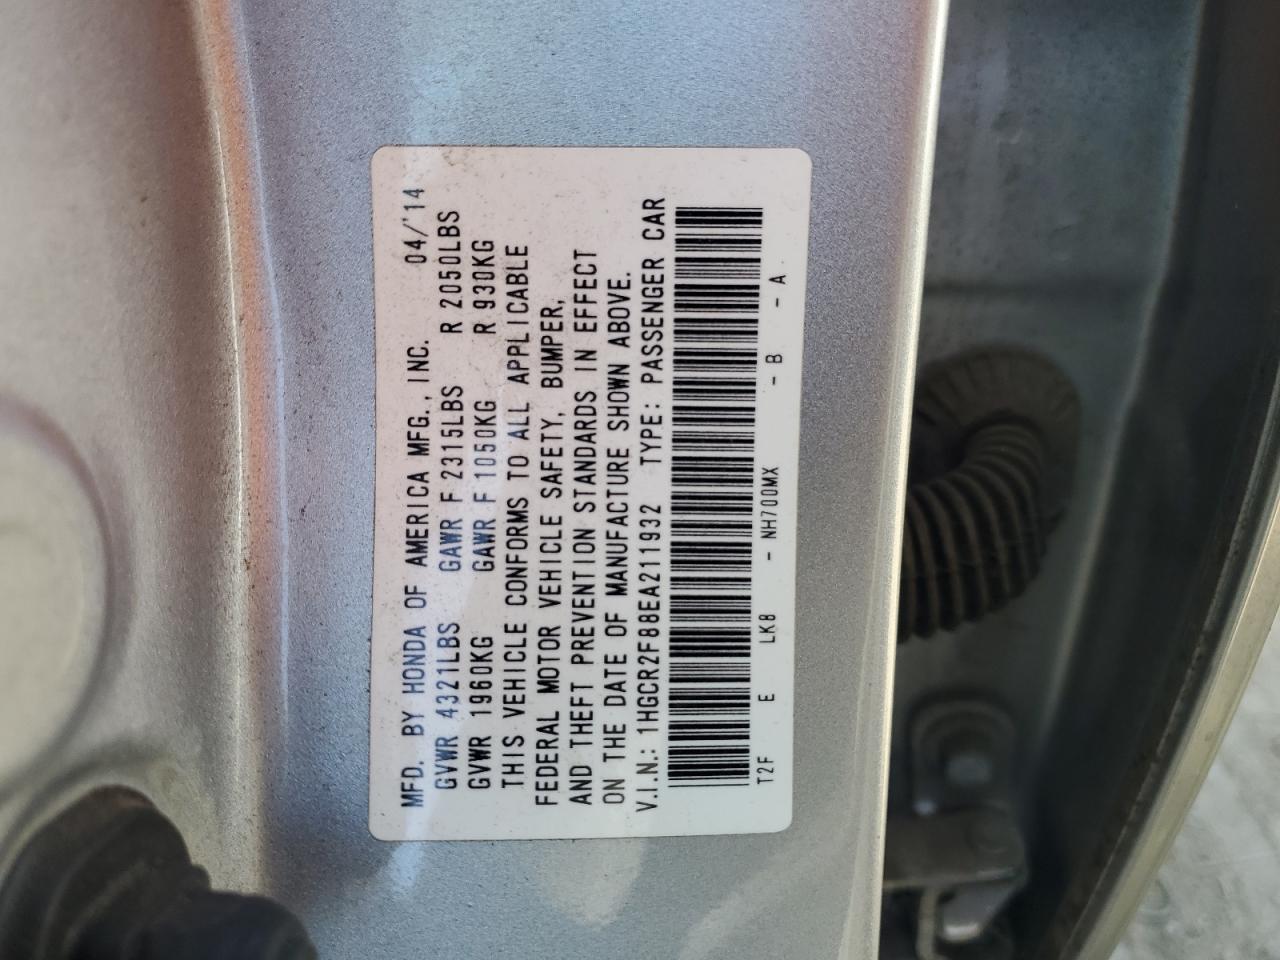 MFD. BY HONDA OF AMERICA MFG., INC. 04/'14
GVWR 4321LBS GAWR F 2315LBS R 2050LBS
GVWR 1960KG GAWR F 1050KG R 930KG
THIS VEHICLE CONFORMS TO ALL APPLICABLE
FEDERAL MOTOR VEHICLE SAFETY, BUMPER,
AND THEFT PREVENTION STANDARDS IN EFFECT
ON THE DATE OF MANUFACTURE SHOWN ABOVE.
V.I.N.: 1HGCR2F88EA211932 TYPE: PASSENGER CAR
T2F E LK8 - NH700MX - B - A